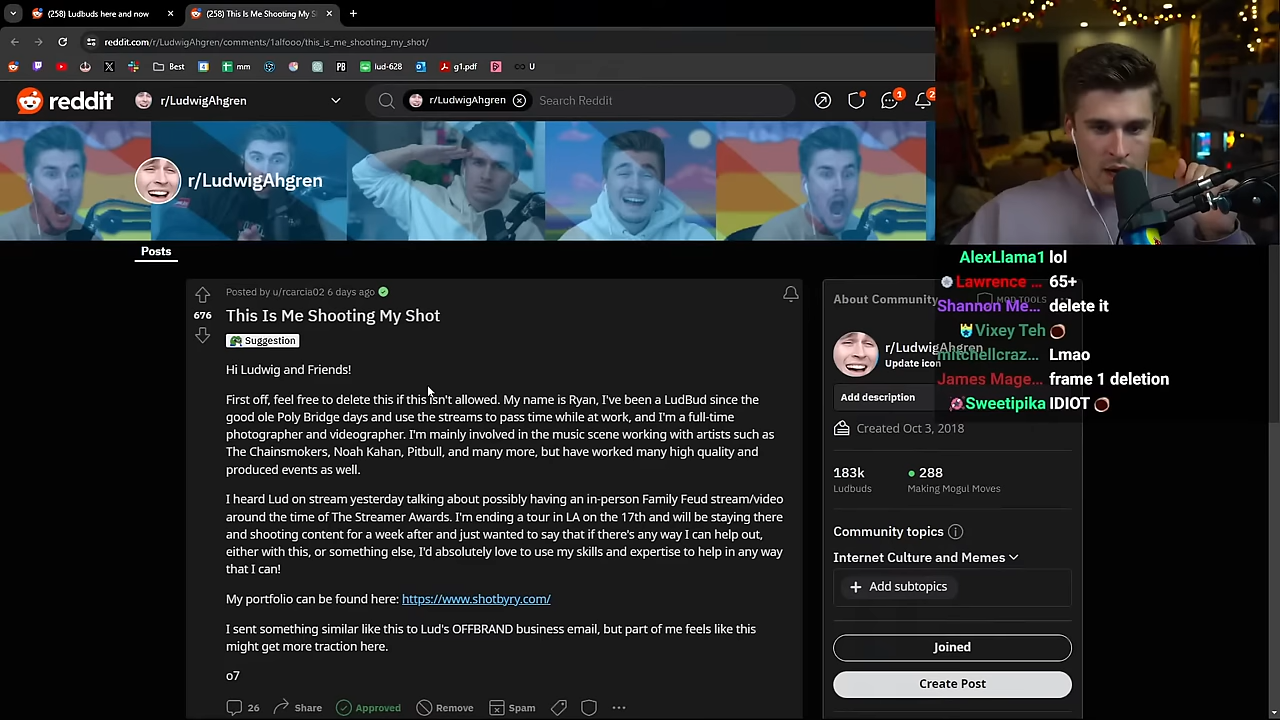 (258) Ludbuds here and now
(258) This Is Me Shooting My S
reddit.com/r/LudwigAhgren/comments/1alfooo/this_is_me_shooting_my_shot/
Best
mm
lud-628
g1.pdf
U
reddit
r/LudwigAhgren
r/LudwigAhgren
Search Reddit
1
2
r/LudwigAhgren
Posts
676
Posted by u/rcarcia02 6 days ago
This Is Me Shooting My Shot
Suggestion
Hi Ludwig and Friends!
First off, feel free to delete this if this isn't allowed. My name is Ryan, I've been a LudBud since the
good ole Poly Bridge days and use the streams to pass time while at work, and I'm a full-time
photographer and videographer. I'm mainly involved in the music scene working with artists such as
The Chainsmokers, Noah Kahan, Pitbull, and many more, but have worked many high quality and
produced events as well.
I heard Lud on stream yesterday talking about possibly having an in-person Family Feud stream/video
around the time of The Streamer Awards. I'm ending a tour in LA on the 17th and will be staying there
and shooting content for a week after and just wanted to say that if there's any way I can help out,
either with this, or something else, I'd absolutely love to use my skills and expertise to help in any way
that I can!
My portfolio can be found here: https://www.shotbyry.com/
I sent something similar like this to Lud's OFFBRAND business email, but part of me feels like this
might get more traction here.
o7
26
Share
Approved
Remove
Spam
About Community
MOD TOOLS
r/LudwigAhgren
Update icon
Add description
Created Oct 3, 2018
183k
Ludbuds
288
Making Mogul Moves
Community topics
Internet Culture and Memes
Add subtopics
Joined
Create Post
AlexLlama1 lol
Lawrence ... 65+
Shannon Me... delete it
Vixey Teh
mitchellcraz... Lmao
James Mage... frame 1 deletion
Sweetipika IDIOT